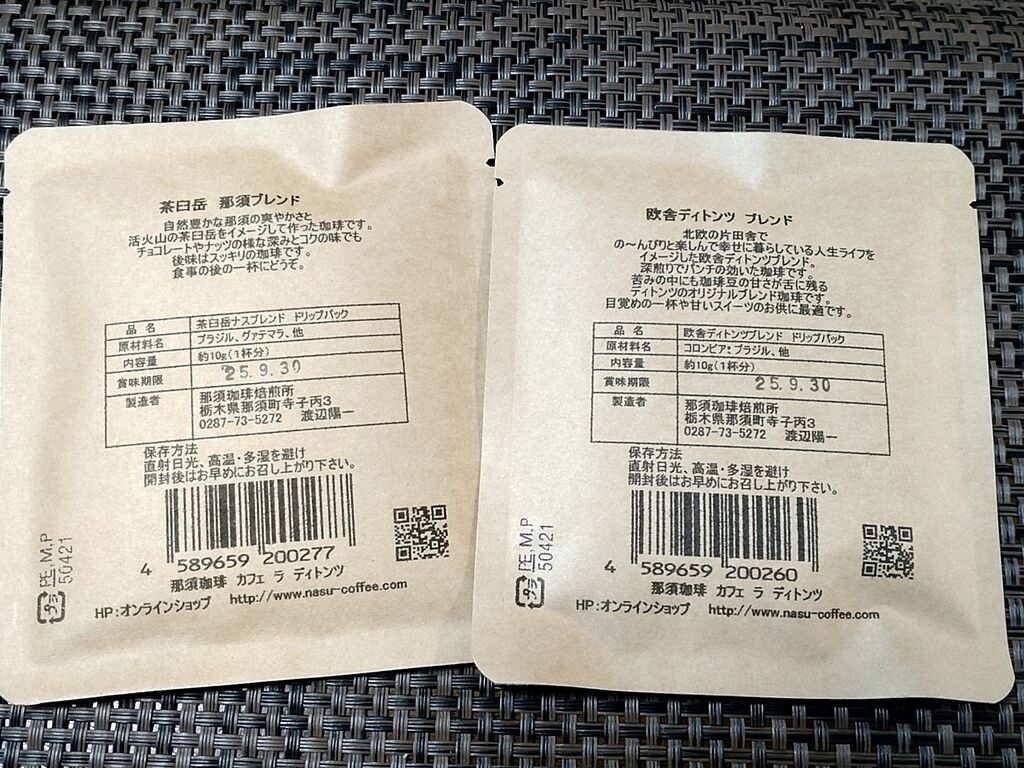 茶臼岳 那須ブレンド
自然豊かな那須の爽やかさと
活火山の茶臼岳をイメージして作った珈琲です。
チョコレートやナッツの様な深みとコクの味でも
後味はスッキリの珈琲です。
食事の後の一杯にどうぞ。
品 名 茶臼岳ナスブレンド ドリップパック
原材料名 ブラジル、グァテマラ、他
内容量 約10g(1杯分)
賞味期限 25.9.30
製造者 那須珈琲焙煎所
栃木県那須町寺子丙3
0287-73-5272 渡辺陽一
保存方法
直射日光、高温・多湿を避け
開封後はお早めにお召し上がり下さい。
4 589659 200277
那須珈琲 カフェ ラ ディトンツ
HP:オンラインショップ http://www.nasu-coffee.com
プラ PE,M,P
50421
欧舎ディトンツ ブレンド
北欧の片田舎で
の～んびりと楽しんで幸せに暮らしている人生ライフを
イメージした欧舎ディトンツブレンド。
深煎りでパンチの効いた珈琲です。
苦みの中にも珈琲豆の甘さが舌に残る
ディトンツのオリジナルブレンド珈琲です。
目覚めの一杯や甘いスイーツのお供に最適です。
品 名 欧舎ディトンツブレンド ドリップパック
原材料名 コロンビア、ブラジル、他
内容量 約10g(1杯分)
賞味期限 25.9.30
製造者 那須珈琲焙煎所
栃木県那須町寺子丙3
0287-73-5272 渡辺陽一
保存方法
直射日光、高温・多湿を避け
開封後はお早めにお召し上がり下さい。
4 589659 200260
那須珈琲 カフェ ラ ディトンツ
HP:オンラインショップ http://www.nasu-coffee.com
プラ PE,M,P
50421